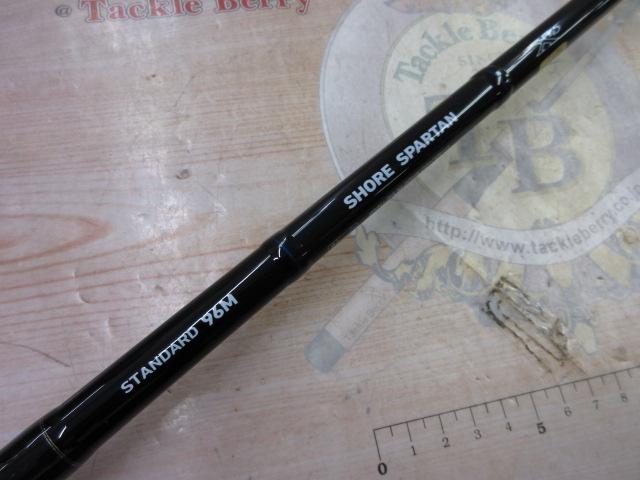 @ Tackle Berry
Tackle Berry
TB
http://www.tackleberry.co.
SHORE SPARTAN
STANDARD 96M
0 1 2 3 4 5 6 7 8